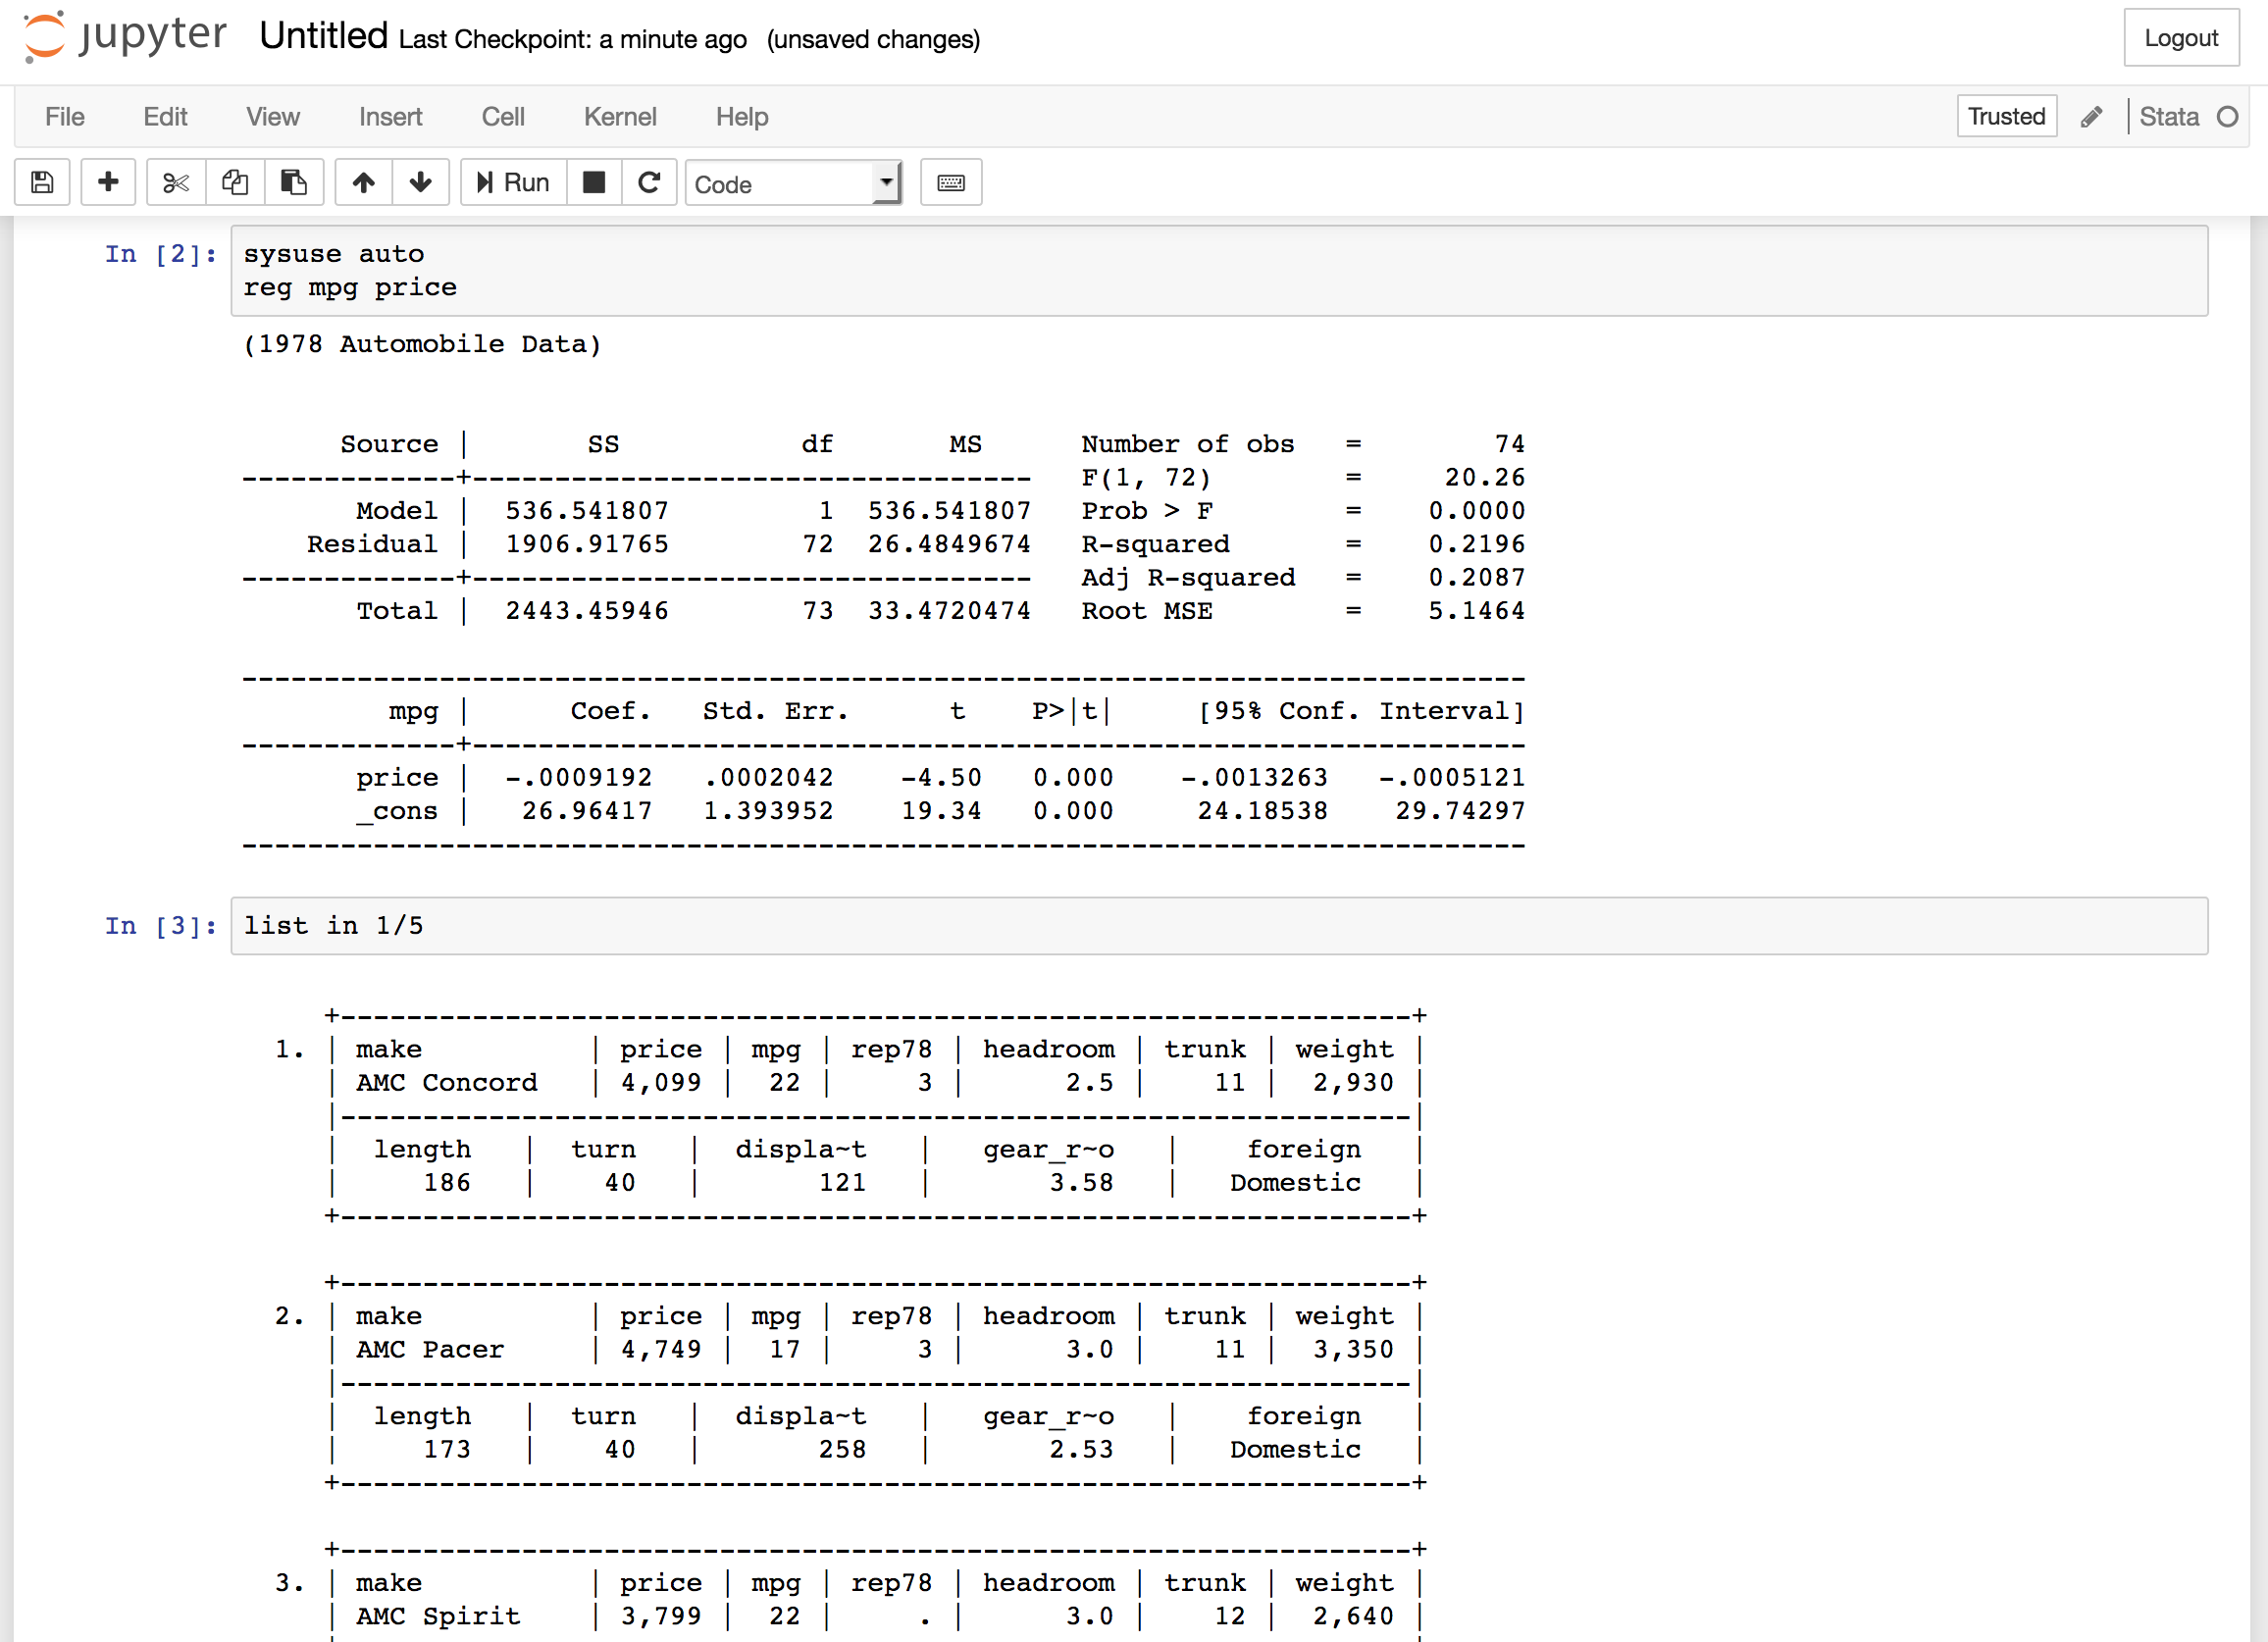 jupyter Untitled Last Checkpoint: a minute ago (unsaved changes) Logout
File Edit View Insert Cell Kernel Help Trusted Stata
Run Code
In [2]: sysuse auto
reg mpg price
(1978 Automobile Data)
Source | SS df MS Number of obs = 74
-------------+---------------------------------- F(1, 72) = 20.26
Model | 536.541807 1 536.541807 Prob > F = 0.0000
Residual | 1906.91765 72 26.4849674 R-squared = 0.2196
-------------+---------------------------------- Adj R-squared = 0.2087
Total | 2443.45946 73 33.4720474 Root MSE = 5.1464
------------------------------------------------------------------------------
mpg | Coef. Std. Err. t P>|t| [95% Conf. Interval]
-------------+----------------------------------------------------------------
price | -.0009192 .0002042 -4.50 0.000 -.0013263 -.0005121
_cons | 26.96417 1.393952 19.34 0.000 24.18538 29.74297
------------------------------------------------------------------------------
In [3]: list in 1/5
+-----------------------------------------------------------------+
1. | make | price | mpg | rep78 | headroom | trunk | weight |
| AMC Concord | 4,099 | 22 | 3 | 2.5 | 11 | 2,930 |
|-----------------------------------------------------------------|
| length | turn | displa~t | gear_r~o | foreign |
| 186 | 40 | 121 | 3.58 | Domestic |
+-----------------------------------------------------------------+
+-----------------------------------------------------------------+
2. | make | price | mpg | rep78 | headroom | trunk | weight |
| AMC Pacer | 4,749 | 17 | 3 | 3.0 | 11 | 3,350 |
|-----------------------------------------------------------------|
| length | turn | displa~t | gear_r~o | foreign |
| 173 | 40 | 258 | 2.53 | Domestic |
+-----------------------------------------------------------------+
+-----------------------------------------------------------------+
3. | make | price | mpg | rep78 | headroom | trunk | weight |
| AMC Spirit | 3,799 | 22 | . | 3.0 | 12 | 2,640 |